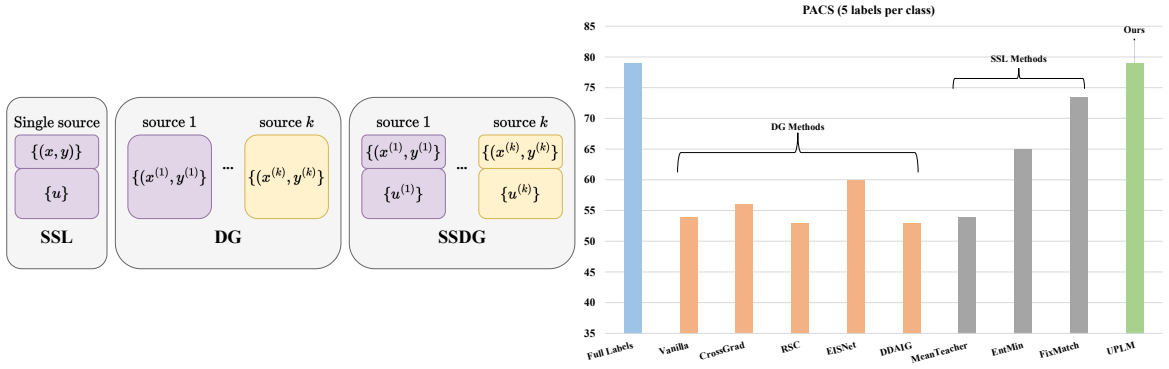 Single source
{(x, y)}
{u}
SSL
source 1
source k
{(x^(1), y^(1)}
...
{(x^(k), y^(k)}
DG
source 1
source k
{(x^(1), y^(1)}
...
{(x^(k), y^(k)}
{u^(1)}
{u^(k)}
SSDG
PACS (5 labels per class)
Ours
SSL Methods
DG Methods
85
80
75
70
65
60
55
50
45
40
35
Full Labels
Vanilla
CrossGrad
RSC
EISNet
DDAIG
MeanTeacher
EntMin
FixMatch
UPLM